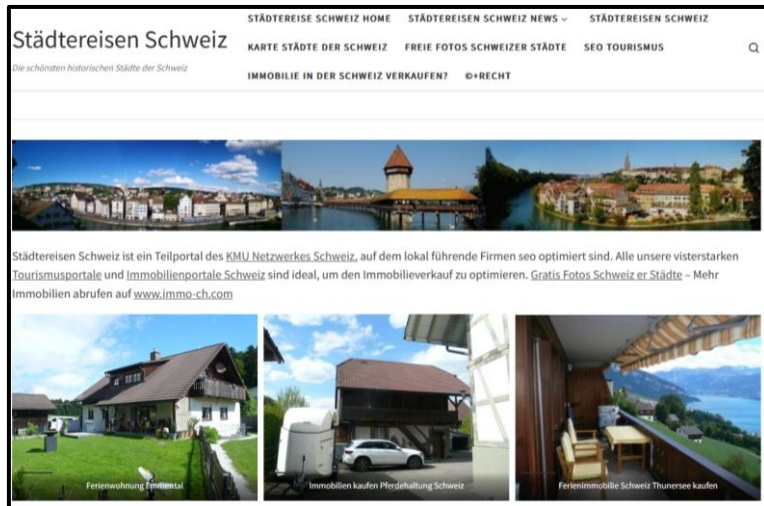 Städtereisen Schweiz
Die schönsten historischen Städte der Schweiz
STÄDTEREISE SCHWEIZ HOME STÄDTEREISEN SCHWEIZ NEWS STÄDTEREISEN SCHWEIZ
KARTE STÄDTE DER SCHWEIZ FREIE FOTOS SCHWEIZER STÄDTE SEO TOURISMUS
IMMOBILIE IN DER SCHWEIZ VERKAUFEN? ©+RECHT
Städtereisen Schweiz ist ein Teilportal des KMU Netzwerkes Schweiz, auf dem lokal führende Firmen seo optimiert sind. Alle unsere visterstarken
Tourismusportale und Immobilienportale Schweiz sind ideal, um den Immobilieverkauf zu optimieren. Gratis Fotos Schweiz er Städte – Mehr
Immobilien abrufen auf www.immo-ch.com
Ferienwohnung Emmental
Immobilien kaufen Pferdehaltung Schweiz
Ferienimmobilie Schweiz Thunersee kaufen